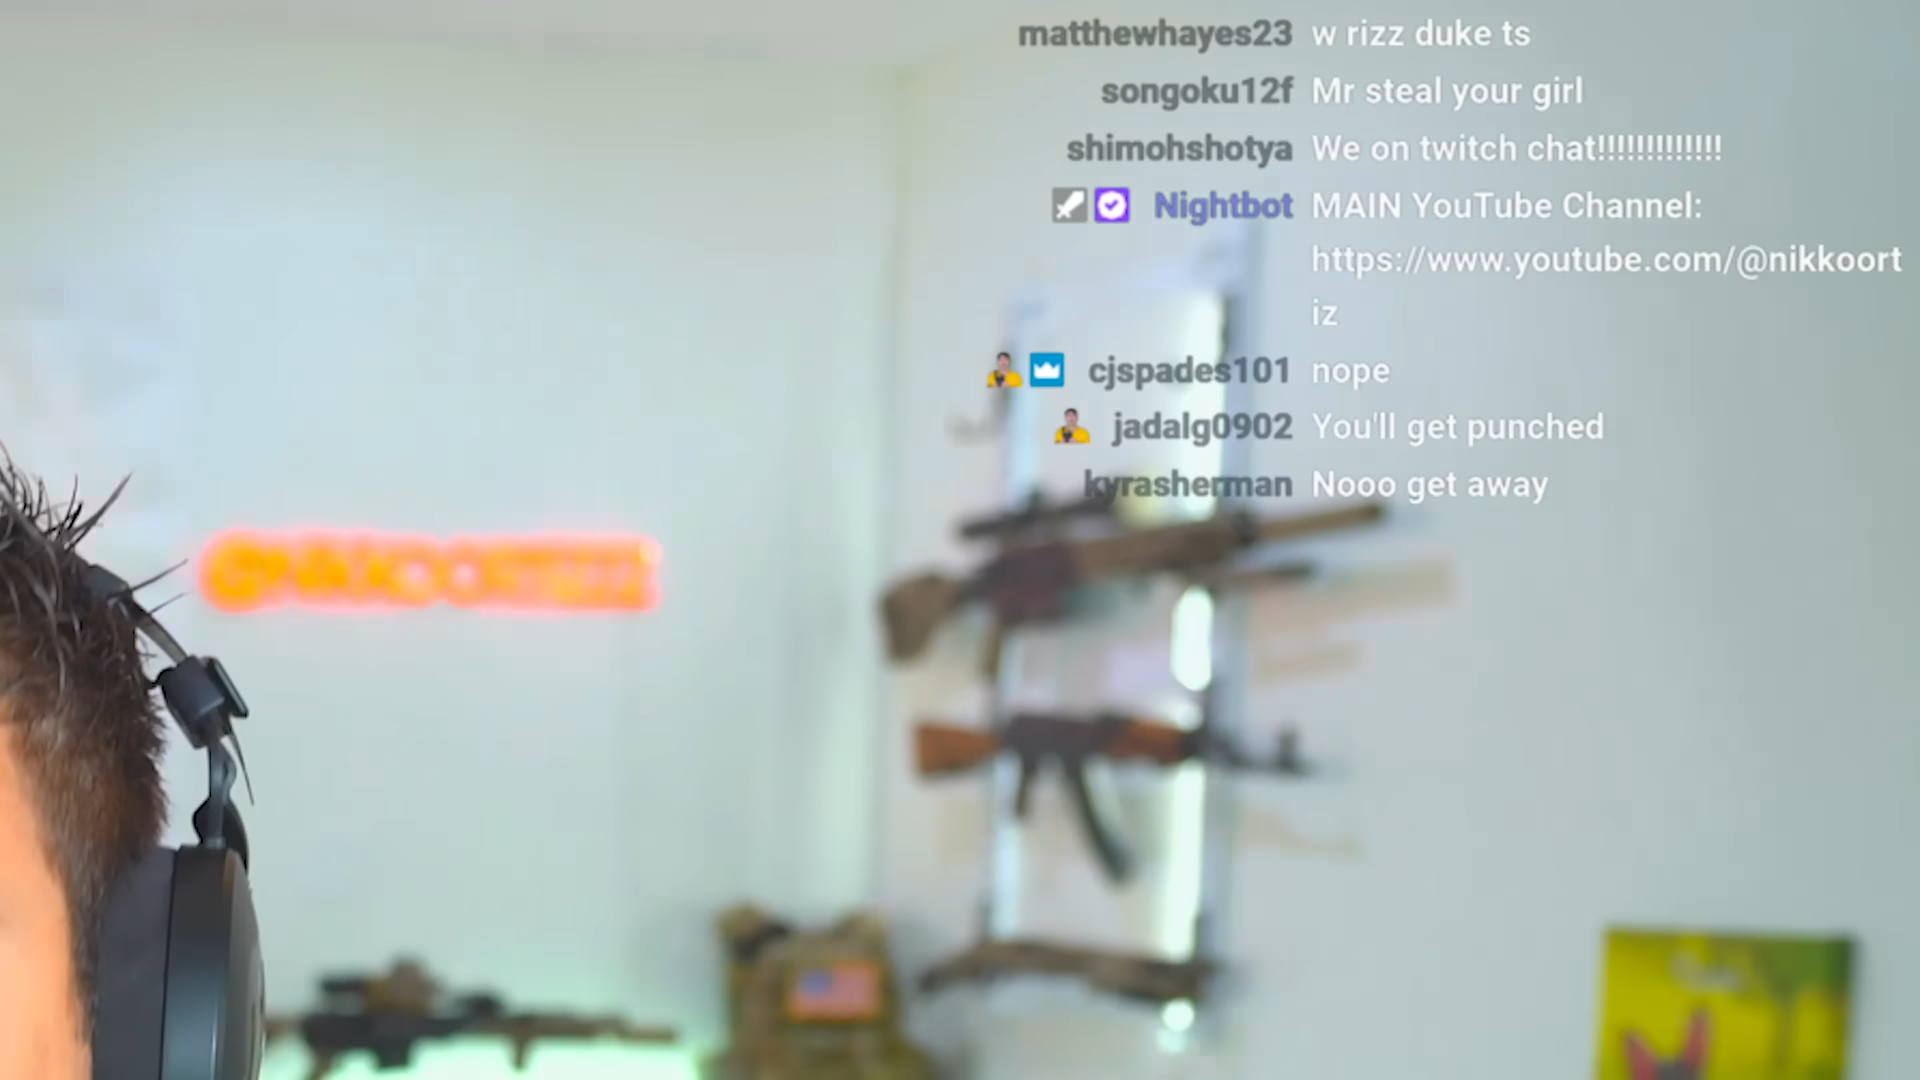 matthewhayes23 w rizz duke ts
songoku12f Mr steal your girl
shimohshotya We on twitch chat!!!!!!!!!!!!!
Nightbot MAIN YouTube Channel:
https://www.youtube.com/@nikkoort
iz
cjspades101 nope
jadalg0902 You'll get punched
kyrasherman Nooo get away